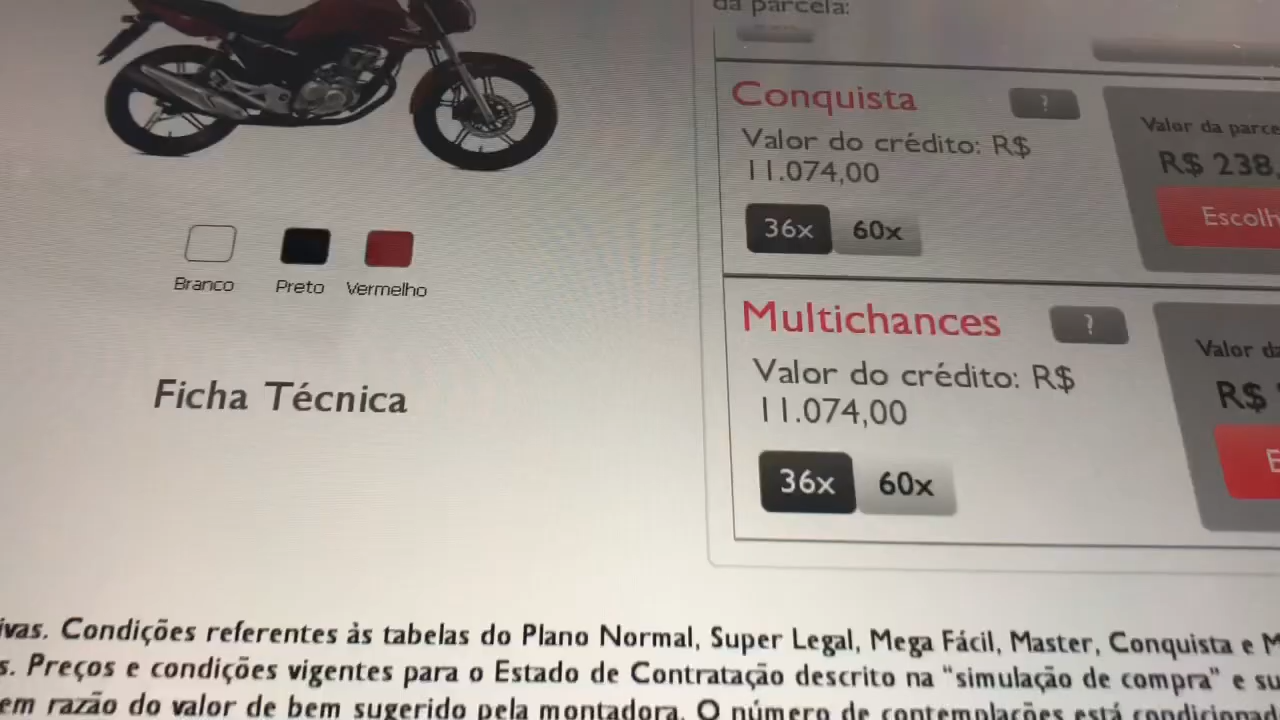 da parcela:
Conquista
?
Valor do crédito: R$
11.074,00
36x
60x
Valor da parce
R$ 238,
Escolh
Branco
Preto
Vermelho
Ficha Técnica
Multichances
?
Valor do crédito: R$
11.074,00
36x
60x
Valor da
R$
E
ivas. Condições referentes às tabelas do Plano Normal, Super Legal, Mega Fácil, Master, Conquista e M
s. Preços e condições vigentes para o Estado de Contratação descrito na "simulação de compra" e su
em razão do valor de bem sugerido pela montadora. O número de contemplações está condicionad